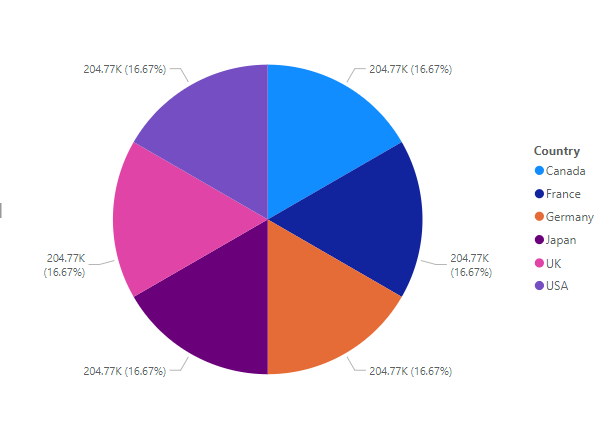 204.77K (16.67%)
204.77K (16.67%)
204.77K
(16.67%)
204.77K
(16.67%)
204.77K (16.67%)
204.77K (16.67%)
Country
Canada
France
Germany
Japan
UK
USA